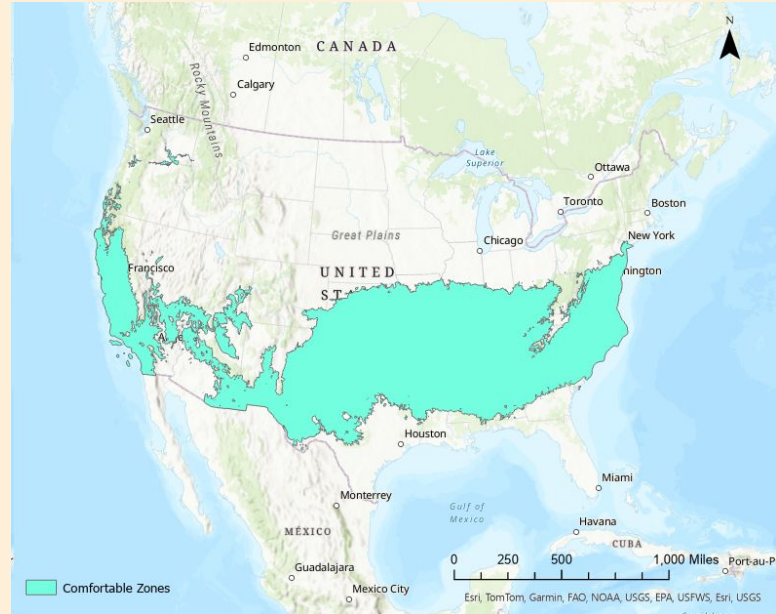 N
Edmonton
CANADA
Calgary
Rocky Mountains
Seattle
Lake
Superior
Ottawa
Toronto
Boston
Great Plains
Chicago
New York
Francisco
UNITED
hington
ST
Houston
Miami
Monterrey
Gulf of
Mexico
Havana
MÉXICO
CUBA
0 250 500 1,000 Miles
Port-au-P
Comfortable Zones
Guadalajara
Mexico City
Esri, TomTom, Garmin, FAO, NOAA, USGS, EPA, USFWS, Esri, USGS